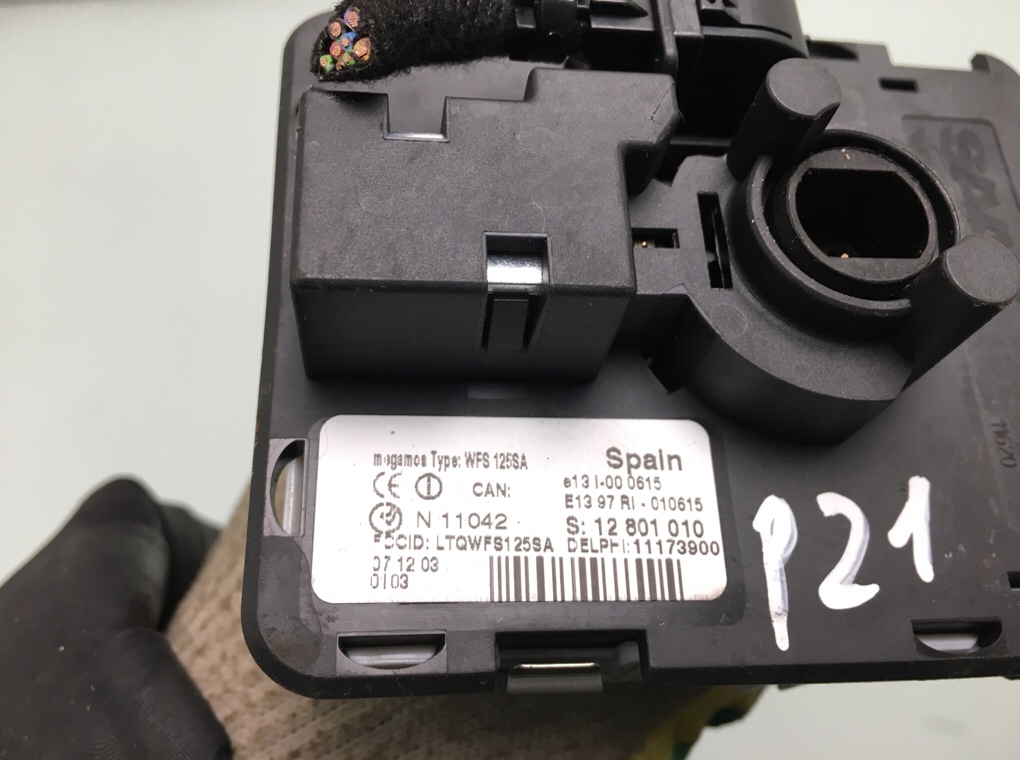 megamos Type: WFS 125SA
Spain
CAN:
e13 I-00 0615
E13 97 RI - 010615
N 11042
S: 12 801 010
FCCID: LTQWFS125SA DELPHI: 11173900
07 12 03
0103
P21
11620